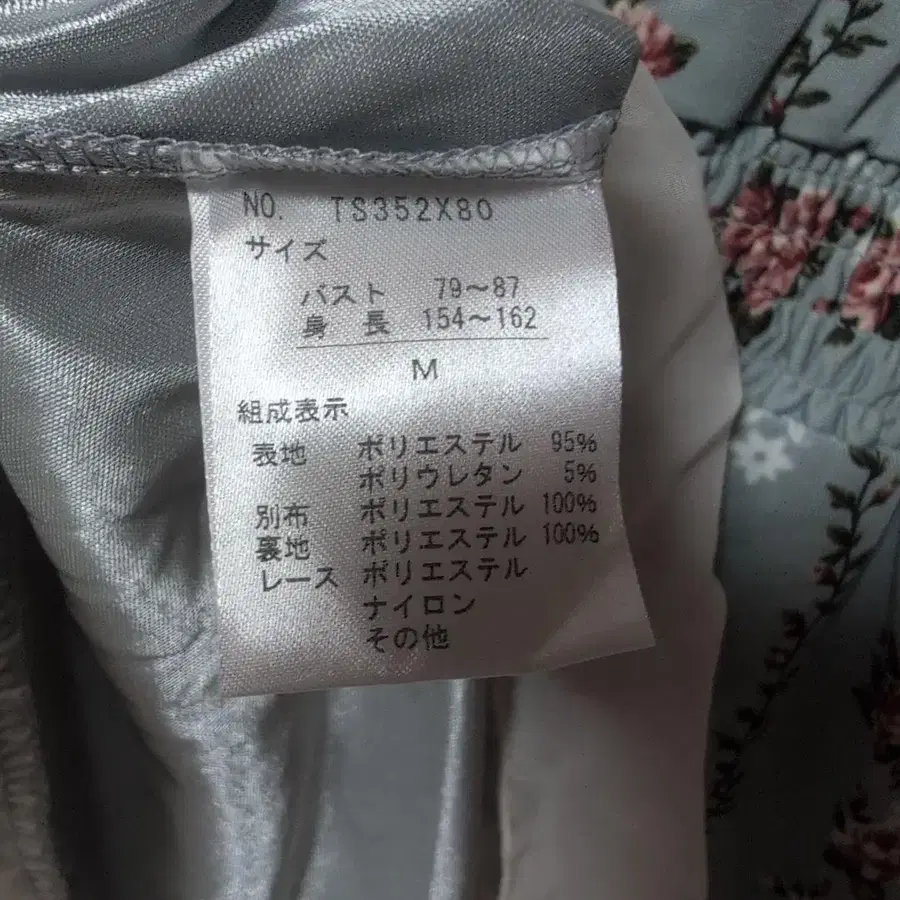 NO. TS352X80
サイズ
バスト 79〜87
身 長 154〜162
M
組成表示
表地 ポリエステル 95%
ポリウレタン 5%
別布 ポリエステル 100%
裏地 ポリエステル 100%
レース ポリエステル
ナイロン
その他